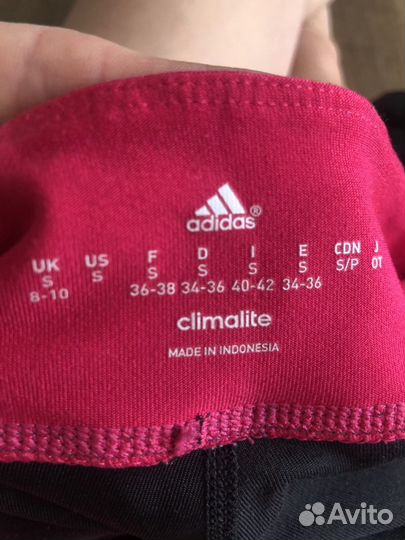 adidas®
UK US F D I E CDN J
S S S S S S S/P OT
8-10 36-38 34-36 40-42 34-36
climalite
MADE IN INDONESIA
Avito